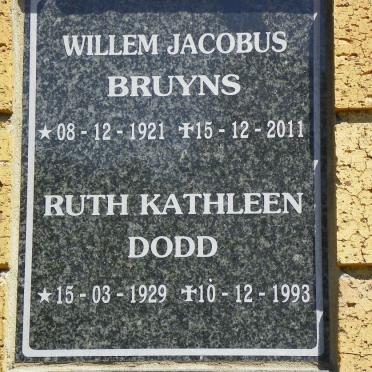 WILLEM JACOBUS
BRUYNS
★08 - 12 - 1921 ✝15 - 12 - 2011
RUTH KATHLEEN
DODD
★15 - 03 - 1929 ✝10 - 12 - 1993